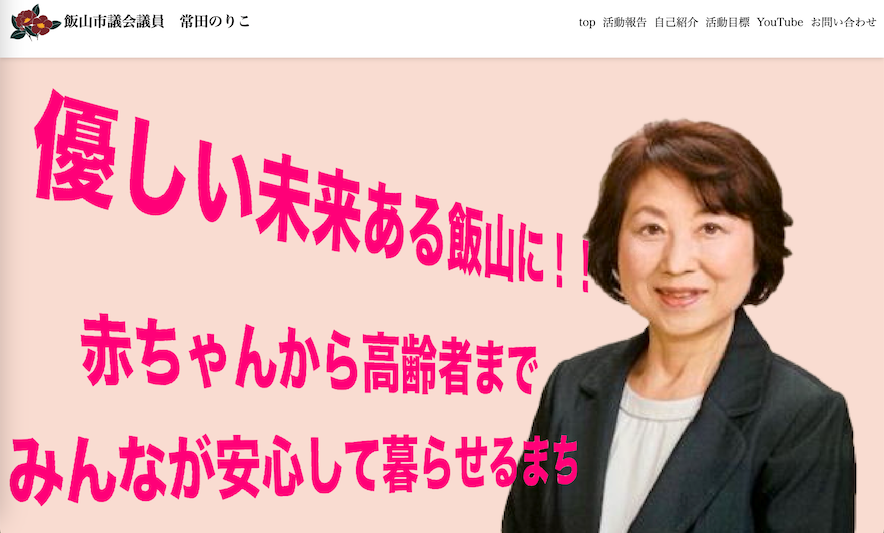 飯山市議会議員　常田のりこ
top 活動報告 自己紹介 活動目標 YouTube お問い合わせ
優しい未来ある飯山に！！
赤ちゃんから高齢者まで
みんなが安心して暮らせるまち